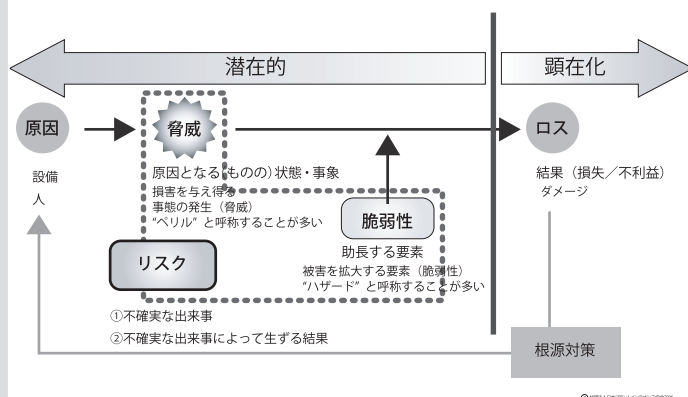 潜在的
顕在化
原因
脅威
ロス
設備
人
原因となる(ものの)状態・事象
損害を与え得る
事態の発生(脅威)
“ペリル”と呼称することが多い
結果(損失/不利益)
ダメージ
脆弱性
助長する要素
被害を拡大する要素(脆弱性)
“ハザード”と呼称することが多い
リスク
①不確実な出来事
②不確実な出来事によって生ずる結果
根源対策